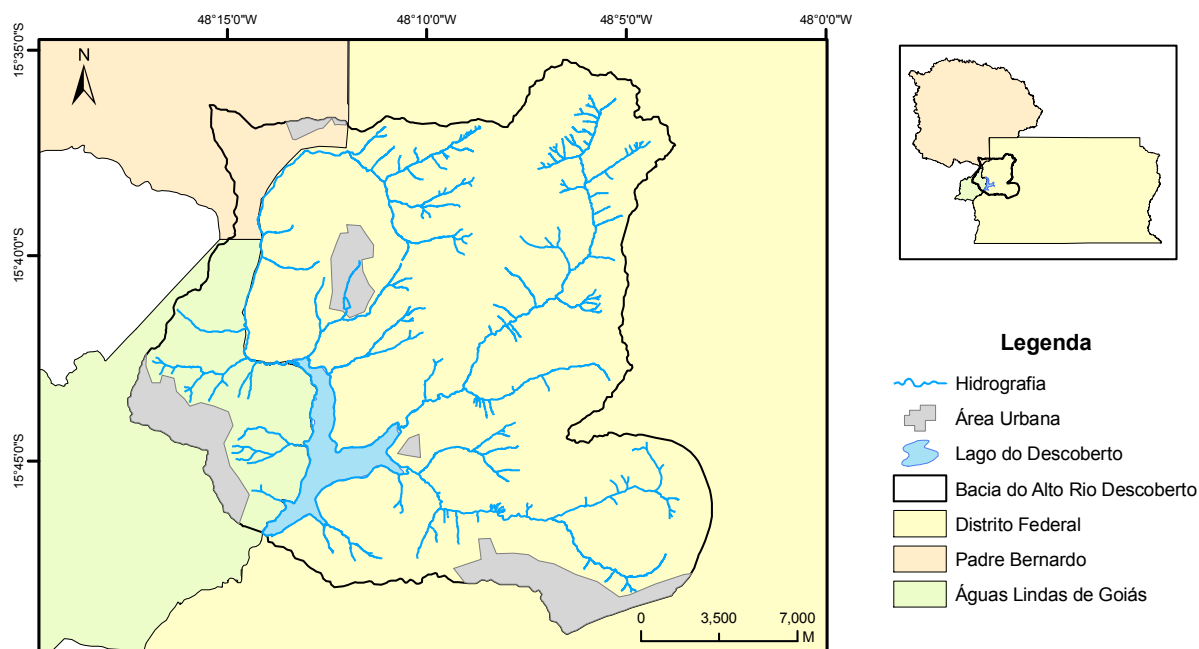 48°15'0"W
48°10'0"W
48°5'0"W
48°0'0"W
15°35'0"S
15°40'0"S
15°45'0"S
N
Legenda
Hidrografia
Área Urbana
Lago do Descoberto
Bacia do Alto Rio Descoberto
Distrito Federal
Padre Bernardo
Águas Lindas de Goiás
0 3,500 7,000
M